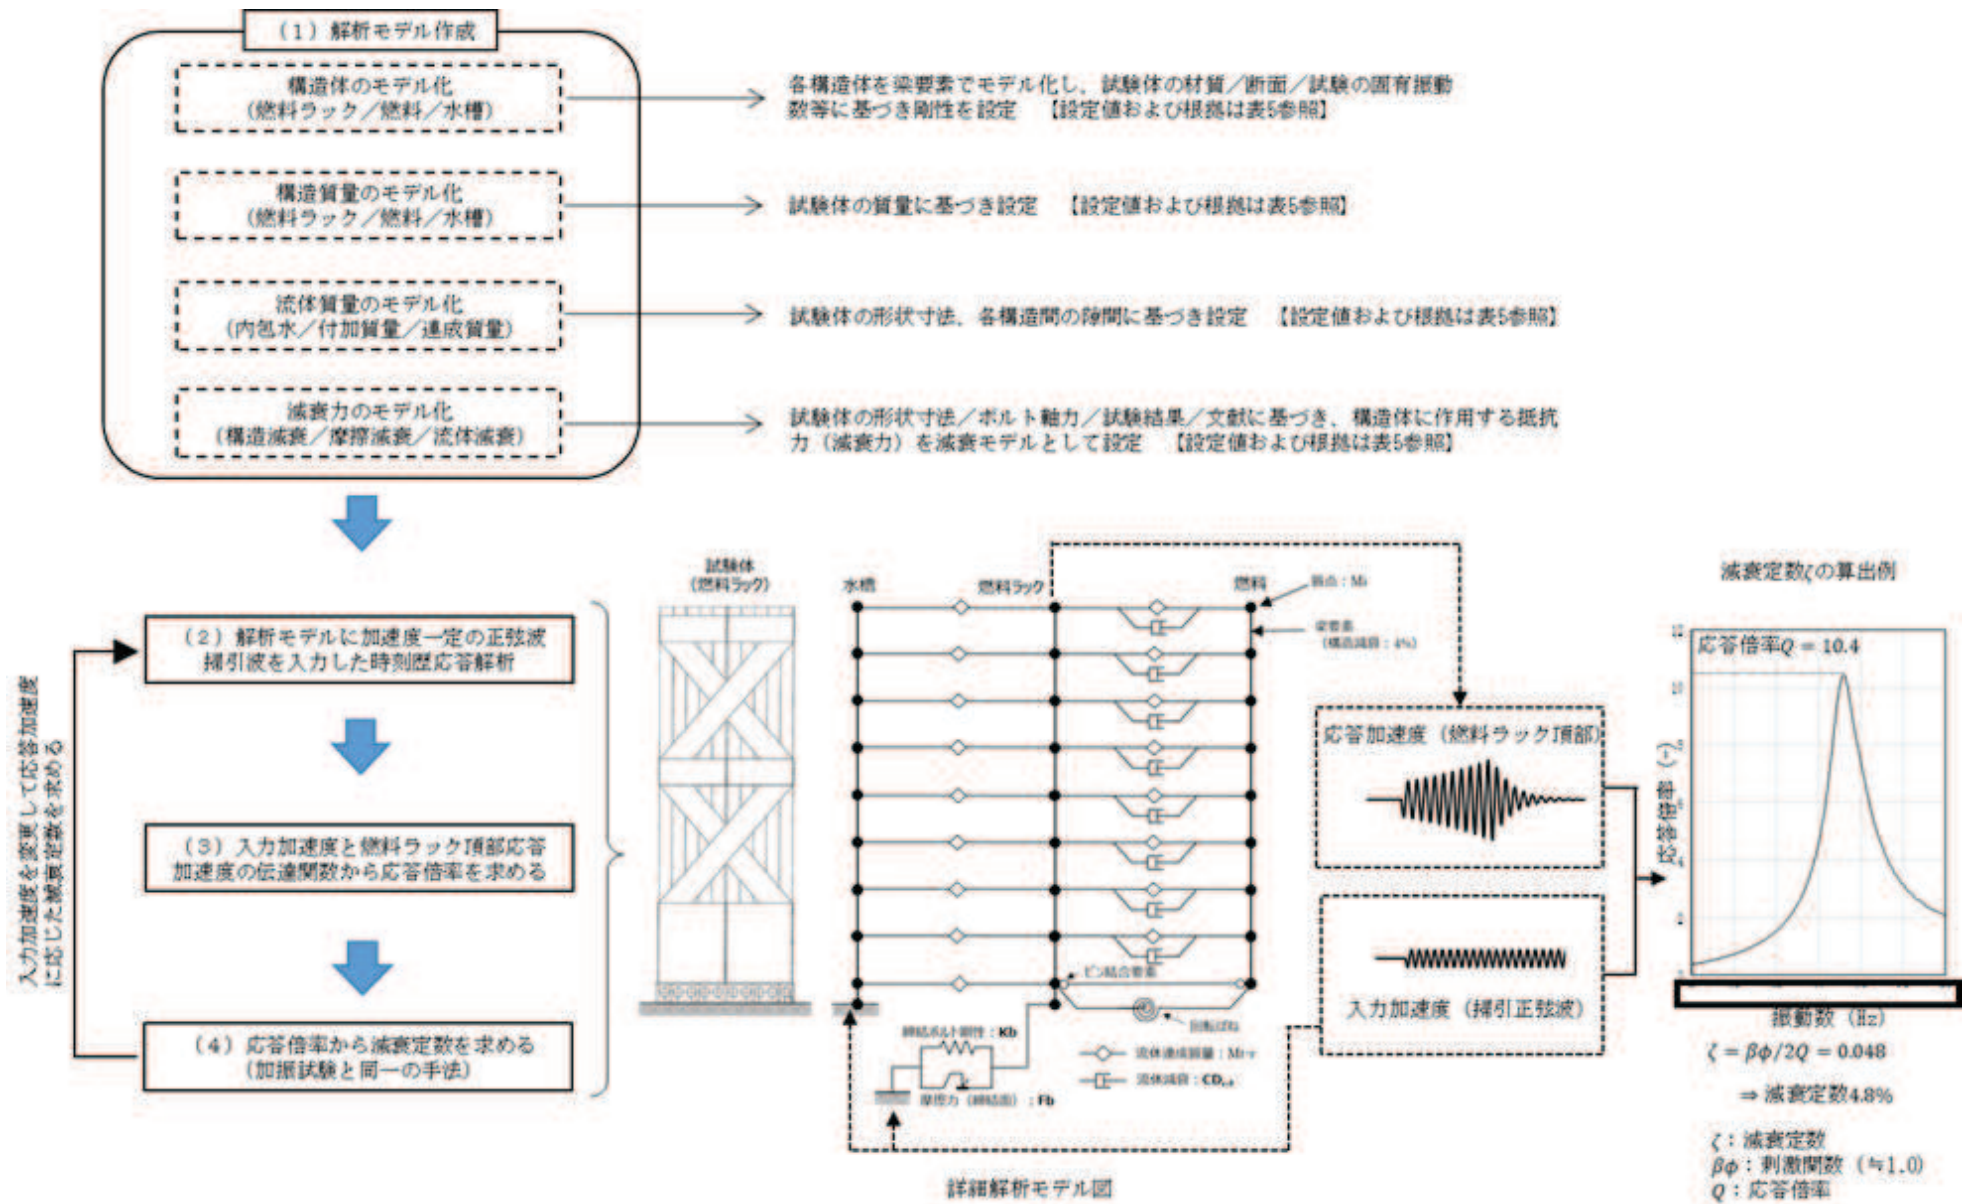 (1) 解析モデル作成
構造体のモデル化
(燃料ラック／燃料／水槽)
各構造体を梁要素でモデル化し、試験体の材質／断面／試験の固有振動
数等に基づき剛性を設定　【設定値および根拠は表5参照】
構造質量のモデル化
(燃料ラック／燃料／水槽)
試験体の質量に基づき設定　【設定値および根拠は表5参照】
流体質量のモデル化
(内包水／付加質量／連成質量)
試験体の形状寸法、各構造間の隙間に基づき設定　【設定値および根拠は表5参照】
減衰力のモデル化
(構造減衰／摩擦減衰／流体減衰)
試験体の形状寸法／ボルト軸力／試験結果／文献に基づき、構造体に作用する抵抗
力（減衰力）を減衰モデルとして設定　【設定値および根拠は表5参照】
入力加速度を変更して応答加速度
に応じた減衰定数を求める
(2) 解析モデルに加速度一定の正弦波
掃引波を入力した時刻歴応答解析
(3) 入力加速度と燃料ラック頂部応答
加速度の伝達関数から応答倍率を求める
(4) 応答倍率から減衰定数を求める
(加振試験と同一の手法)
試験体
(燃料ラック)
水槽
燃料ラック
燃料
質点：Mi
梁要素
(構造減衰：4%)
ピン結合要素
回転ばね
締結ボルト剛性：Kb
摩擦力（締結面）：Fb
流体連成質量：
流体減衰：
詳細解析モデル図
応答加速度（燃料ラック頂部）
入力加速度（掃引正弦波）
減衰定数ζの算出例
応答倍率Q = 10.4
応答倍率 (-)
12
10
8
6
4
2
振動数 (Hz)
ζ = βφ/2Q = 0.048
⇒ 減衰定数4.8%
ζ：減衰定数
βφ：刺激関数（≒1.0）
Q：応答倍率